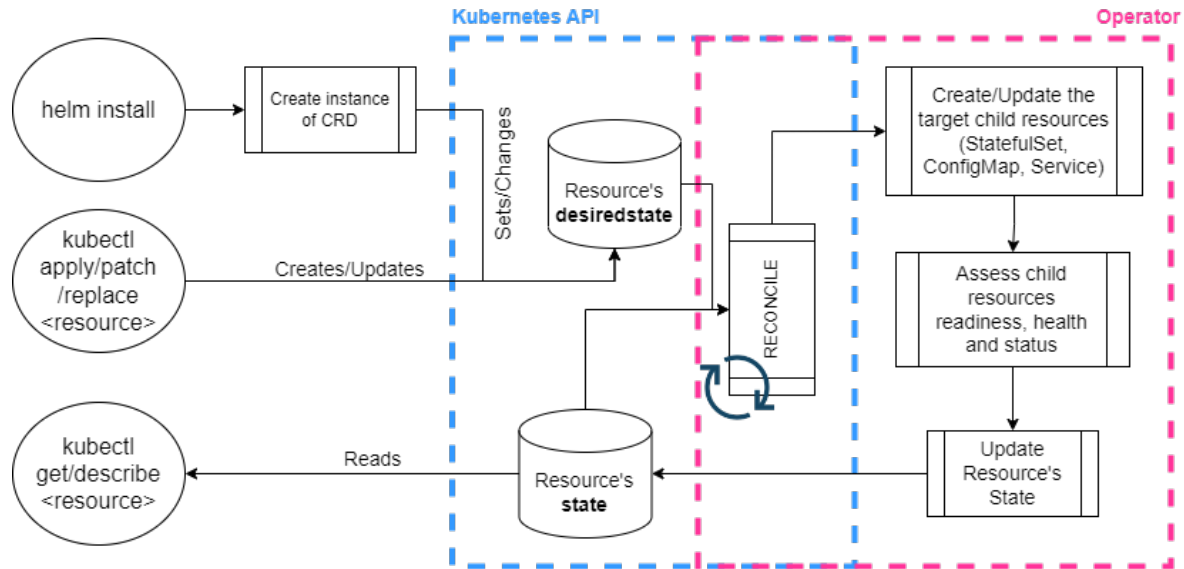 Kubernetes API
Operator
helm install
Create instance
of CRD
Sets/Changes
Resource's
desiredstate
Create/Update the
target child resources
(StatefulSet,
ConfigMap, Service)
kubectl
apply/patch
/replace
<resource>
Creates/Updates
RECONCILE
Assess child
resources
readiness, health
and status
kubectl
get/describe
<resource>
Reads
Resource's
state
Update
Resource's
State